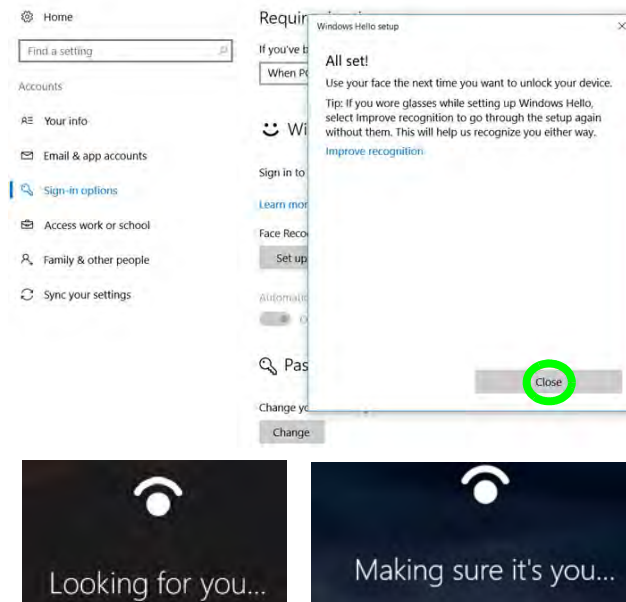 Home
Find a setting
Accounts
Your info
Email & app accounts
Sign-in options
Access work or school
Family & other people
Sync your settings
If you've b
When PC
Wi
Sign in to
Learn mor
Face Reco
Set up
Automatic
Pas
Change yo
Change
Windows Hello setup
All set!
Use your face the next time you want to unlock your device.
Tip: If you wore glasses while setting up Windows Hello,
select Improve recognition to go through the setup again
without them. This will help us recognize you either way.
Improve recognition
Close
Looking for you...
Making sure it's you...